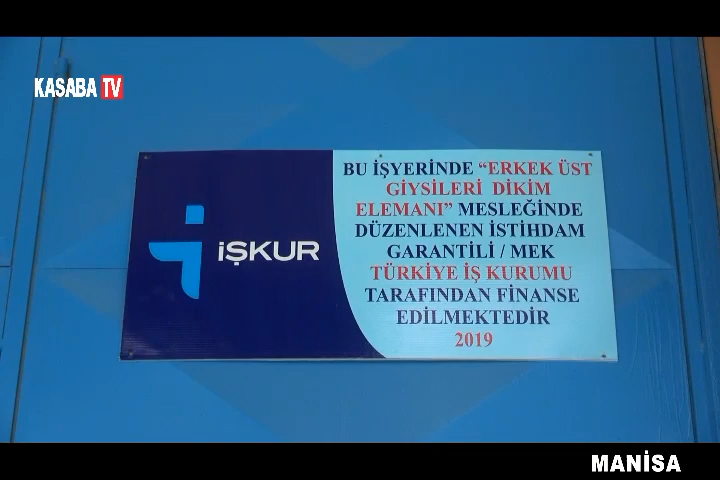 KASABA TV
İŞKUR
BU İŞYERİNDE “ERKEK ÜST
GİYSİLERİ DİKİM
ELEMANI” MESLEĞİNDE
DÜZENLENEN İSTİHDAM
GARANTİLİ / MEK
TÜRKİYE İŞ KURUMU
TARAFINDAN FİNANSE
EDİLMEKTEDİR
2019
MANİSA